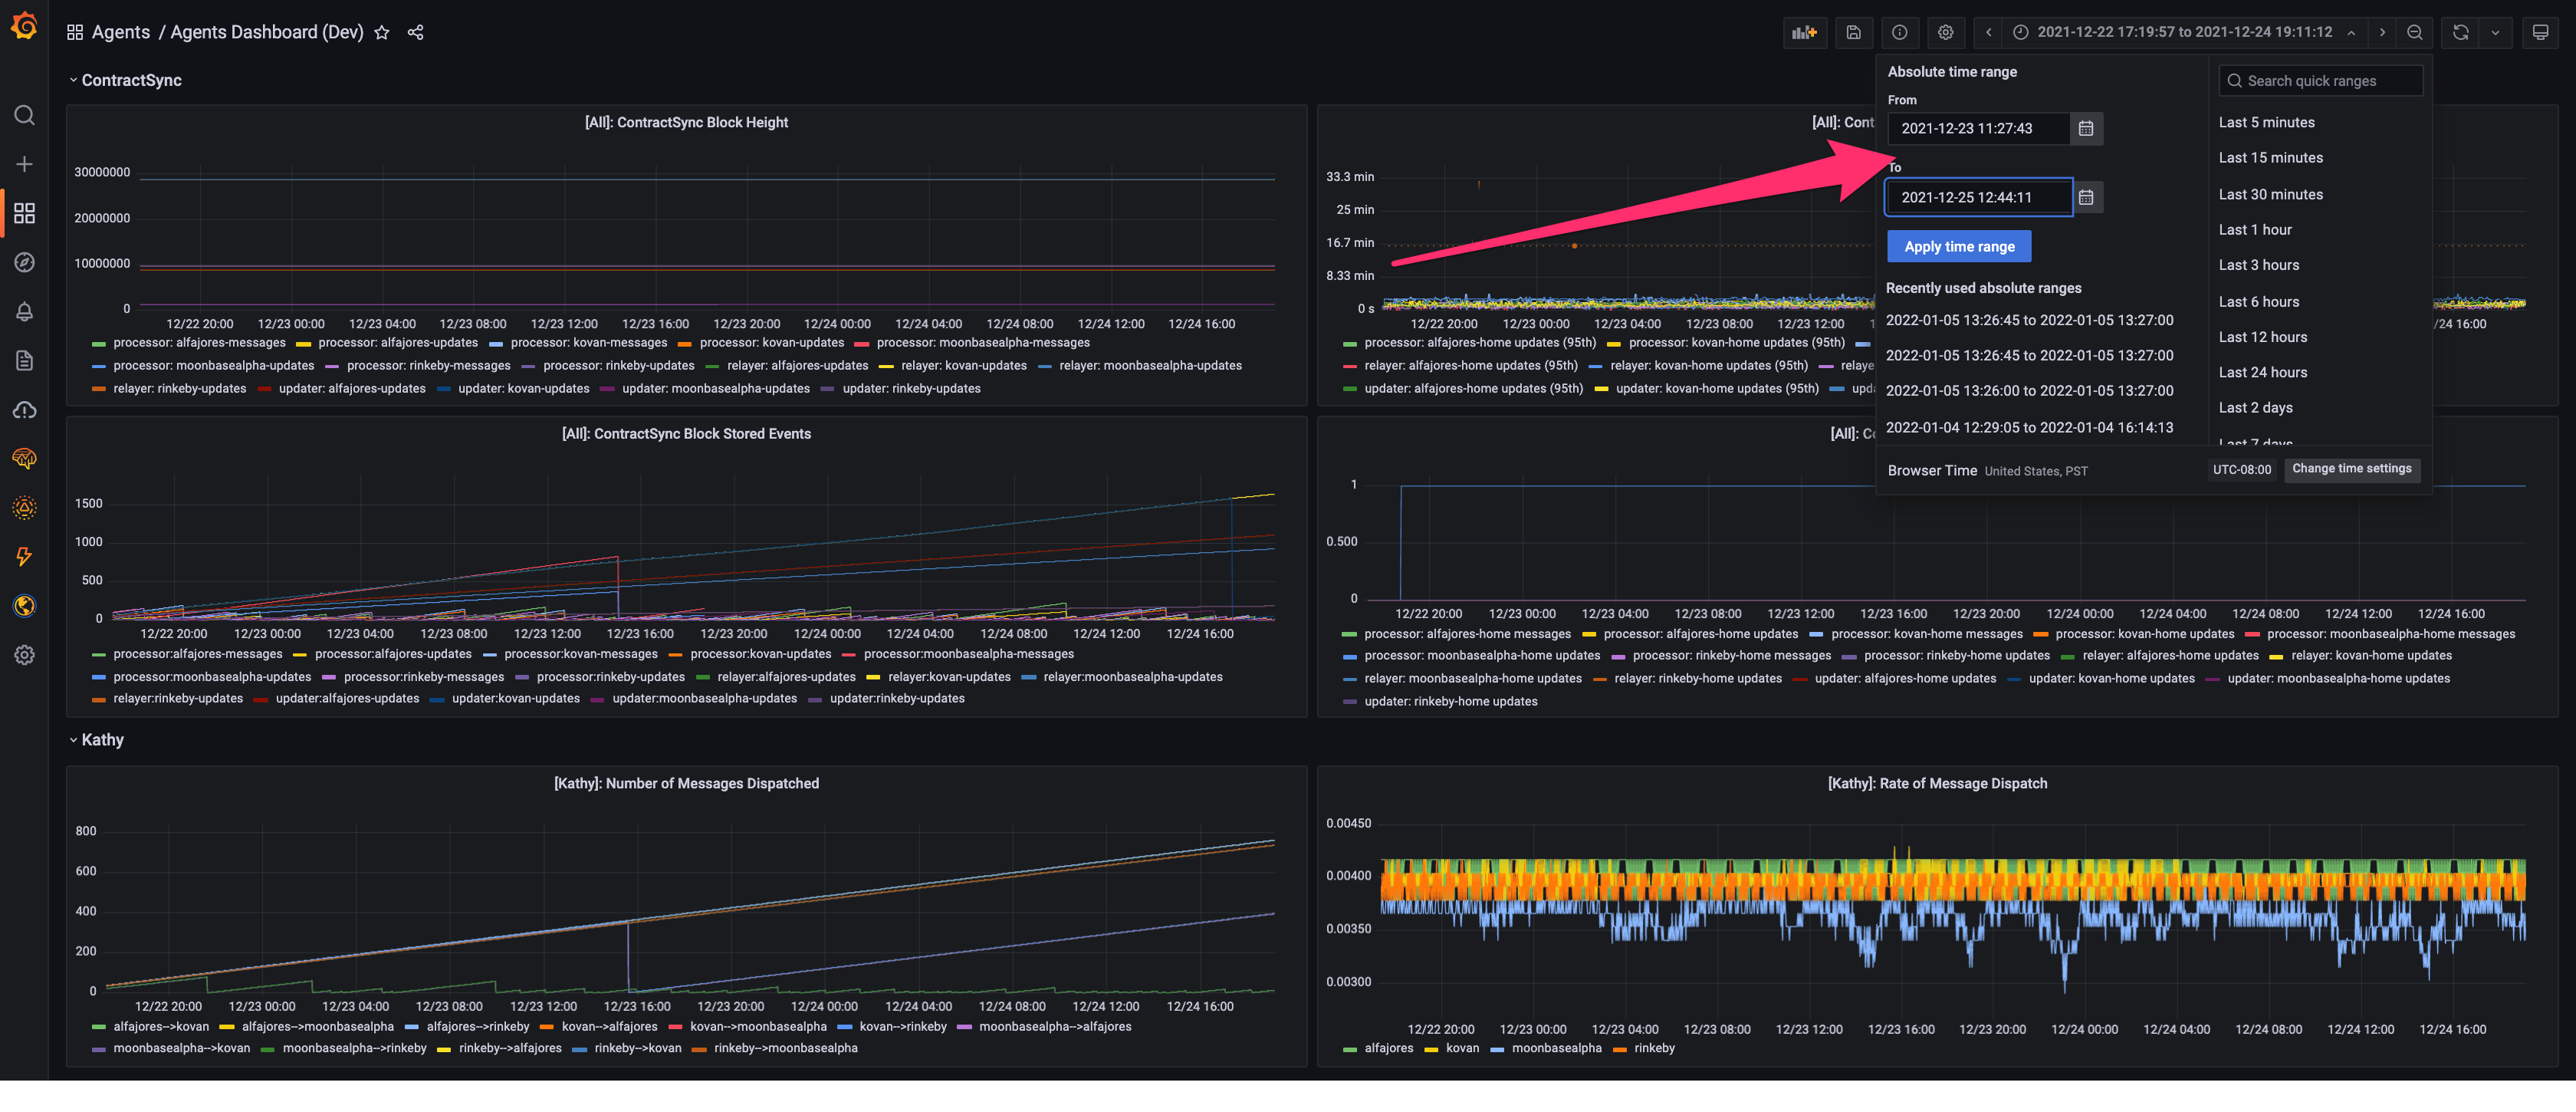 Agents / Agents Dashboard (Dev)
2021-12-22 17:19:57 to 2021-12-24 19:11:12
ContractSync
[All]: ContractSync Block Height
30000000
20000000
10000000
0
12/22 20:00 12/23 00:00 12/23 04:00 12/23 08:00 12/23 12:00 12/23 16:00 12/23 20:00 12/24 00:00 12/24 04:00 12/24 08:00 12/24 12:00 12/24 16:00
processor: alfajores-messages processor: alfajores-updates processor: kovan-messages processor: kovan-updates processor: moonbasealpha-messages
processor: moonbasealpha-updates processor: rinkeby-messages processor: rinkeby-updates relayer: alfajores-updates relayer: kovan-updates relayer: moonbasealpha-updates
relayer: rinkeby-updates updater: alfajores-updates updater: kovan-updates updater: moonbasealpha-updates updater: rinkeby-updates
[All]: Cont
33.3 min
25 min
16.7 min
8.33 min
0 s
12/22 20:00 12/23 00:00 12/23 04:00 12/23 08:00 12/23 12:00
/24 16:00
processor: alfajores-home updates (95th) processor: kovan-home updates (95th)
relayer: alfajores-home updates (95th) relayer: kovan-home updates (95th) relaye
updater: alfajores-home updates (95th) updater: kovan-home updates (95th) upda
Absolute time range
From
2021-12-23 11:27:43
To
2021-12-25 12:44:11
Apply time range
Recently used absolute ranges
2022-01-05 13:26:45 to 2022-01-05 13:27:00
2022-01-05 13:26:45 to 2022-01-05 13:27:00
2022-01-05 13:26:00 to 2022-01-05 13:27:00
2022-01-04 12:29:05 to 2022-01-04 16:14:13
Search quick ranges
Last 5 minutes
Last 15 minutes
Last 30 minutes
Last 1 hour
Last 3 hours
Last 6 hours
Last 12 hours
Last 24 hours
Last 2 days
Last 7 days
Browser Time United States, PST
UTC-08:00 Change time settings
[All]: ContractSync Block Stored Events
1500
1000
500
0
12/22 20:00 12/23 00:00 12/23 04:00 12/23 08:00 12/23 12:00 12/23 16:00 12/23 20:00 12/24 00:00 12/24 04:00 12/24 08:00 12/24 12:00 12/24 16:00
processor:alfajores-messages processor:alfajores-updates processor:kovan-messages processor:kovan-updates processor:moonbasealpha-messages
processor:moonbasealpha-updates processor:rinkeby-messages processor:rinkeby-updates relayer:alfajores-updates relayer:kovan-updates relayer:moonbasealpha-updates
relayer:rinkeby-updates updater:alfajores-updates updater:kovan-updates updater:moonbasealpha-updates updater:rinkeby-updates
[All]: Co
1
0.500
0
12/22 20:00 12/23 00:00 12/23 04:00 12/23 08:00 12/23 12:00 12/23 16:00 12/23 20:00 12/24 00:00 12/24 04:00 12/24 08:00 12/24 12:00 12/24 16:00
processor: alfajores-home messages processor: alfajores-home updates processor: kovan-home messages processor: kovan-home updates processor: moonbasealpha-home messages
processor: moonbasealpha-home updates processor: rinkeby-home messages processor: rinkeby-home updates relayer: alfajores-home updates relayer: kovan-home updates
relayer: moonbasealpha-home updates relayer: rinkeby-home updates updater: alfajores-home updates updater: kovan-home updates updater: moonbasealpha-home updates
updater: rinkeby-home updates
Kathy
[Kathy]: Number of Messages Dispatched
800
600
400
200
0
12/22 20:00 12/23 00:00 12/23 04:00 12/23 08:00 12/23 12:00 12/23 16:00 12/23 20:00 12/24 00:00 12/24 04:00 12/24 08:00 12/24 12:00 12/24 16:00
alfajores-->kovan alfajores-->moonbasealpha alfajores-->rinkeby kovan-->alfajores kovan-->moonbasealpha kovan-->rinkeby moonbasealpha-->alfajores
moonbasealpha-->kovan moonbasealpha-->rinkeby rinkeby-->alfajores rinkeby-->kovan rinkeby-->moonbasealpha
[Kathy]: Rate of Message Dispatch
0.00450
0.00400
0.00350
0.00300
12/22 20:00 12/23 00:00 12/23 04:00 12/23 08:00 12/23 12:00 12/23 16:00 12/23 20:00 12/24 00:00 12/24 04:00 12/24 08:00 12/24 12:00 12/24 16:00
alfajores kovan moonbasealpha rinkeby